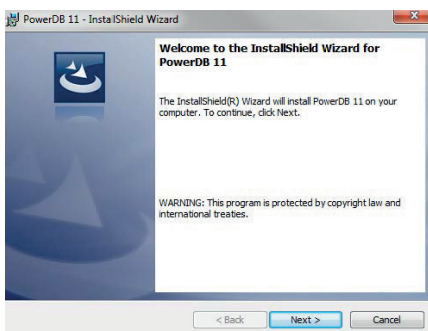 PowerDB 11 - InstallShield Wizard
Welcome to the InstallShield Wizard for
PowerDB 11
The InstallShield(R) Wizard will install PowerDB 11 on your
computer. To continue, click Next.
WARNING: This program is protected by copyright law and
international treaties.
< Back
Next >
Cancel